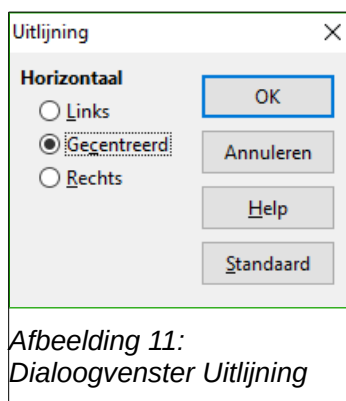 Uitlijning
Horizontaal
Links
Gecentreerd
Rechts
OK
Annuleren
Help
Standaard
Afbeelding 11:
Dialoogvenster Uitlijning